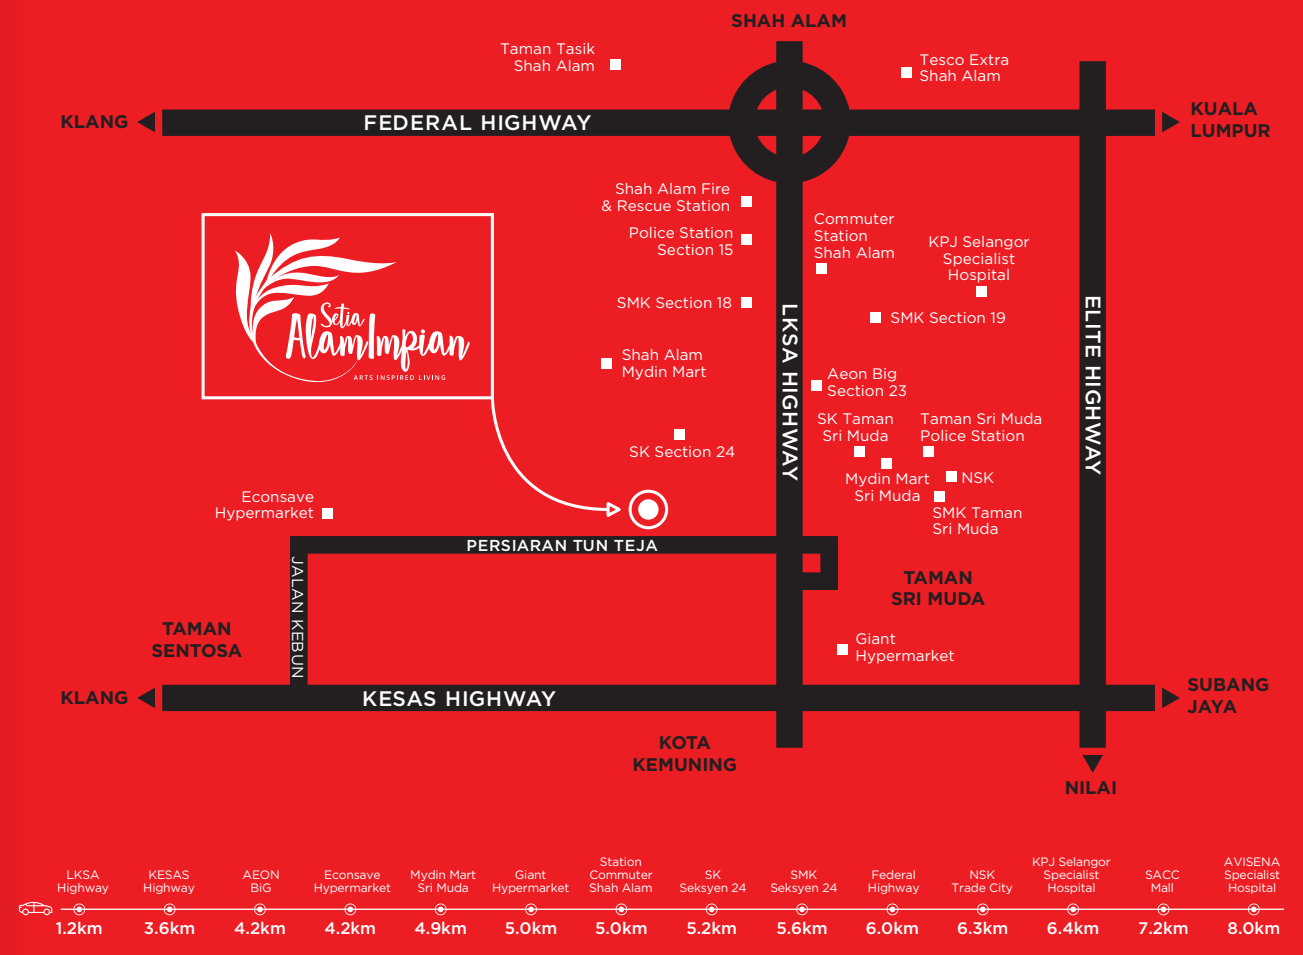 SHAH ALAM
Taman Tasik
Shah Alam
Tesco Extra
Shah Alam
KLANG
FEDERAL HIGHWAY
KUALA
LUMPUR
Shah Alam Fire
& Rescue Station
Police Station
Section 15
Commuter
Station
Shah Alam
KPJ Selangor
Specialist
Hospital
SMK Section 18
SMK Section 19
LKSA HIGHWAY
ELITE HIGHWAY
Setia
AlamImpian
ARTS INSPIRED LIVING
Shah Alam
Mydin Mart
Aeon Big
Section 23
SK Taman
Sri Muda
Taman Sri Muda
Police Station
SK Section 24
Mydin Mart
Sri Muda
NSK
SMK Taman
Sri Muda
Econsave
Hypermarket
PERSIARAN TUN TEJA
JALAN KEBUN
TAMAN
SRI MUDA
TAMAN
SENTOSA
Giant
Hypermarket
KLANG
KESAS HIGHWAY
SUBANG
JAYA
KOTA
KEMUNING
NILAI
LKSA
Highway
1.2km
KESAS
Highway
3.6km
AEON
BiG
4.2km
Econsave
Hypermarket
4.2km
Mydin Mart
Sri Muda
4.9km
Giant
Hypermarket
5.0km
Station
Commuter
Shah Alam
5.0km
SK
Seksyen 24
5.2km
SMK
Seksyen 24
5.6km
Federal
Highway
6.0km
NSK
Trade City
6.3km
KPJ Selangor
Specialist
Hospital
6.4km
SACC
Mall
7.2km
AVISENA
Specialist
Hospital
8.0km